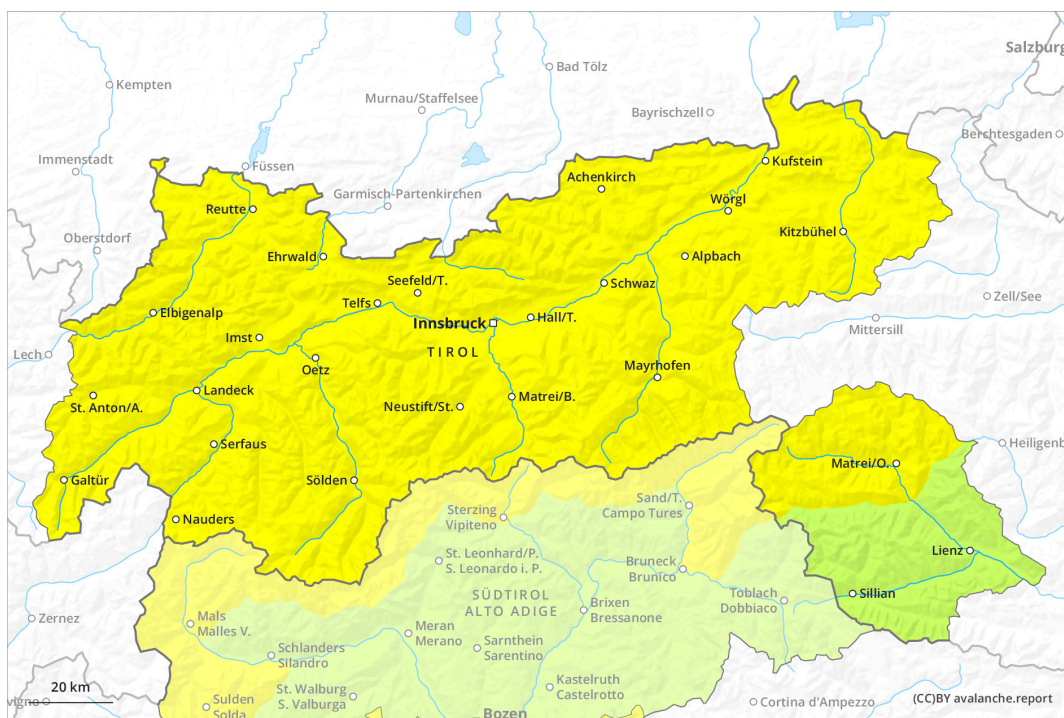 Salzburg
Bad Tölz
Kempten
Murnau/Staffelsee
Bayrischzell
Berchtesgaden
Immenstadt
Füssen
Kufstein
Achenkirch
Garmisch-Partenkirchen
Wörgl
Reutte
Oberstdorf
Kitzbühel
Ehrwald
Alpbach
Seefeld/T.
Schwaz
Zell/See
Telfs
Elbigenalp
Hall/T.
Innsbruck
Mittersill
Imst
TIROL
Lech
Oetz
Mayrhofen
Landeck
Matrei/B.
St. Anton/A.
Neustift/St.
Serfaus
Heiligenb
Matrei/O.
Galtür
Sölden
Sand/T.
Campo Tures
Sterzing
Vipiteno
Nauders
Lienz
St. Leonhard/P.
S. Leonardo i. P.
Bruneck
Brunico
SÜDTIROL
ALTO ADIGE
Toblach
Dobbiaco
Sillian
Brixen
Bressanone
Zernez
Mals
Malles V.
Meran
Merano
Sarnthein
Sarentino
Schlanders
Silandro
Kastelruth
Castelrotto
St. Walburg
S. Valburga
20 km
vigno
Sulden
Solda
Cortina d'Ampezzo
(CC)BY avalanche.report
Bozen